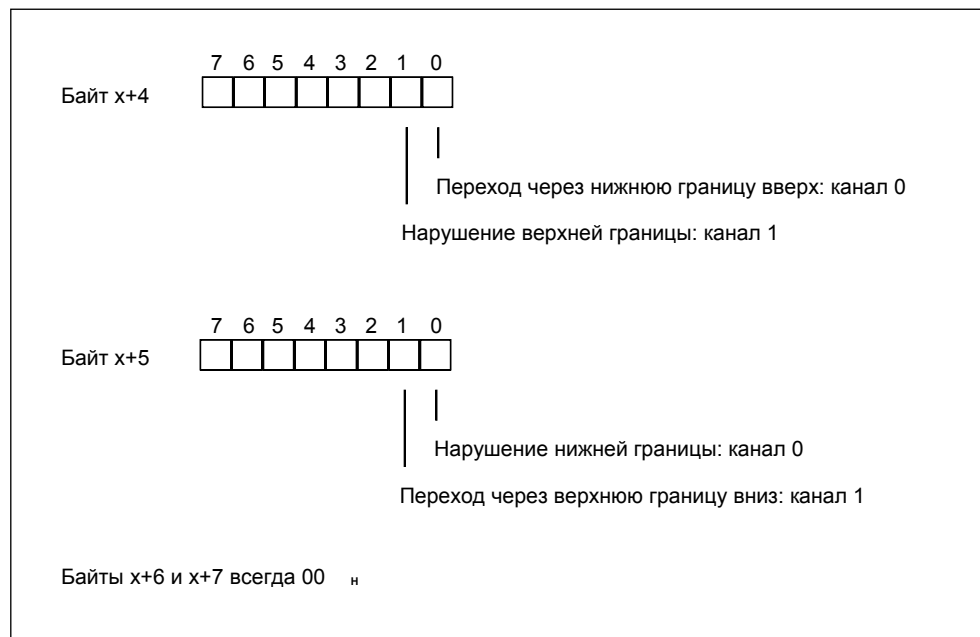 7 6 5 4 3 2 1 0
Байт x+4
Переход через нижнюю границу вверх: канал 0
Нарушение верхней границы: канал 1
7 6 5 4 3 2 1 0
Байт x+5
Нарушение нижней границы: канал 0
Переход через верхнюю границу вниз: канал 1
Байты x+6 и x+7 всегда 00 н